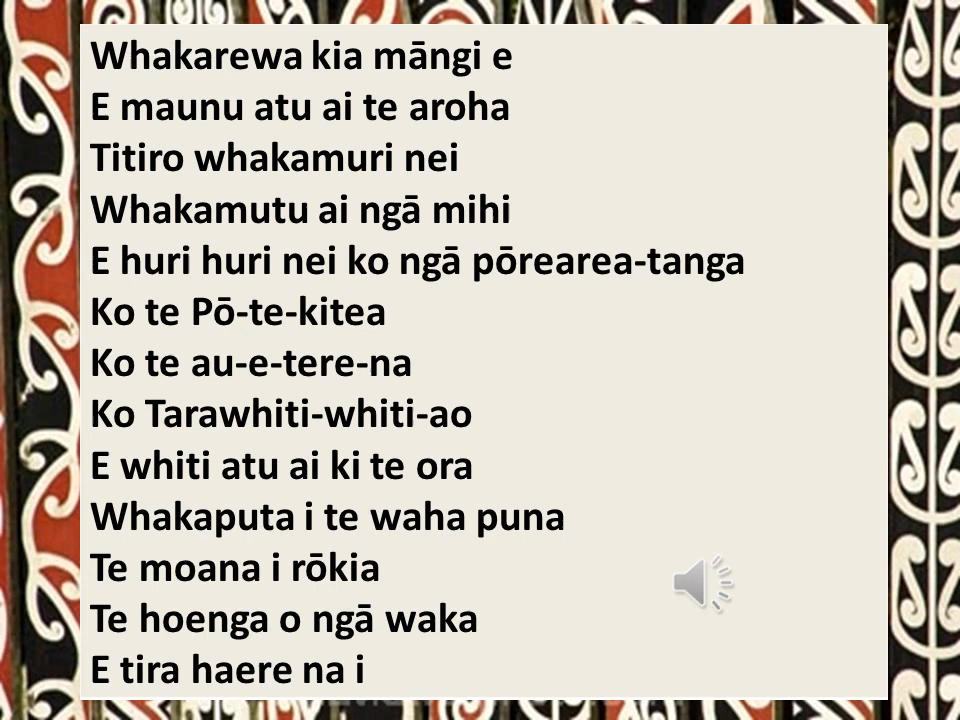 Whakarewa kia māngi e
E maunu atu ai te aroha
Titiro whakamuri nei
Whakamutu ai ngā mihi
E huri huri nei ko ngā pōrearea-tanga
Ko te Pō-te-kitea
Ko te au-e-tere-na
Ko Tarawhiti-whiti-ao
E whiti atu ai ki te ora
Whakaputa i te waha puna
Te moana i rōkia
Te hoenga o ngā waka
E tira haere na i